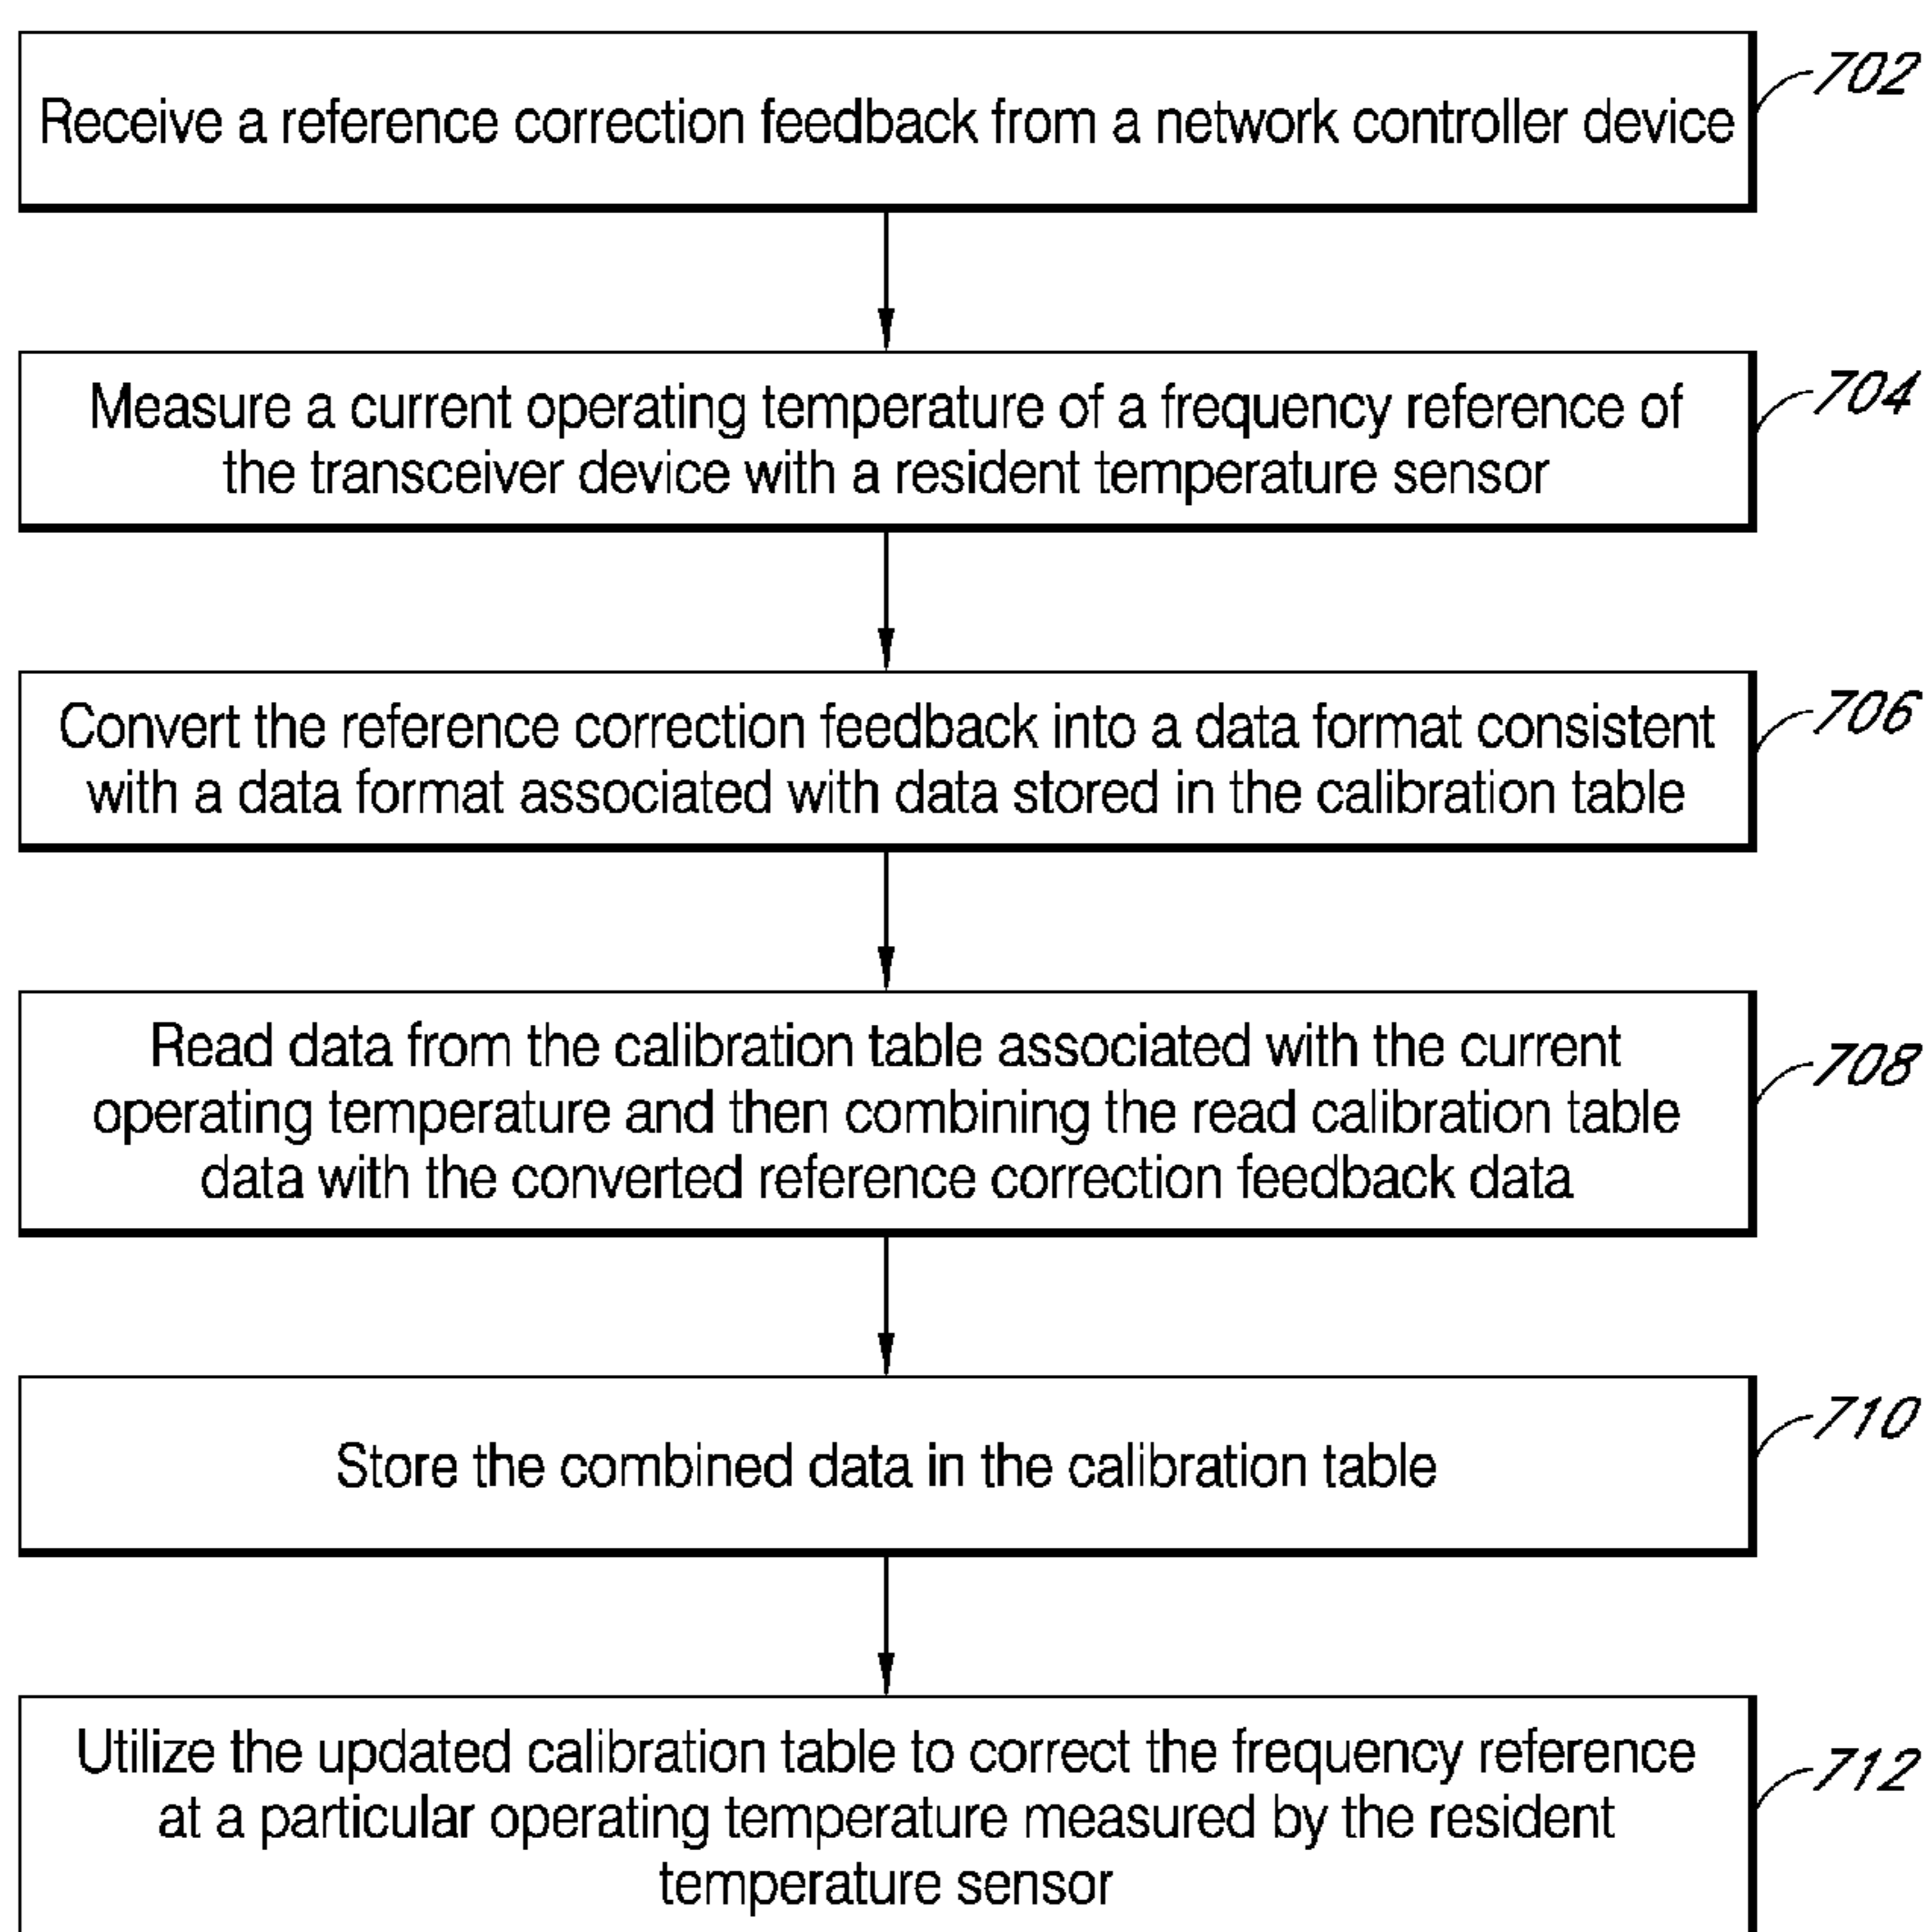 702
Receive a reference correction feedback from a network controller device
704
Measure a current operating temperature of a frequency reference of
the transceiver device with a resident temperature sensor
706
Convert the reference correction feedback into a data format consistent
with a data format associated with data stored in the calibration table
708
Read data from the calibration table associated with the current
operating temperature and then combining the read calibration table
data with the converted reference correction feedback data
710
Store the combined data in the calibration table
712
Utilize the updated calibration table to correct the frequency reference
at a particular operating temperature measured by the resident
temperature sensor